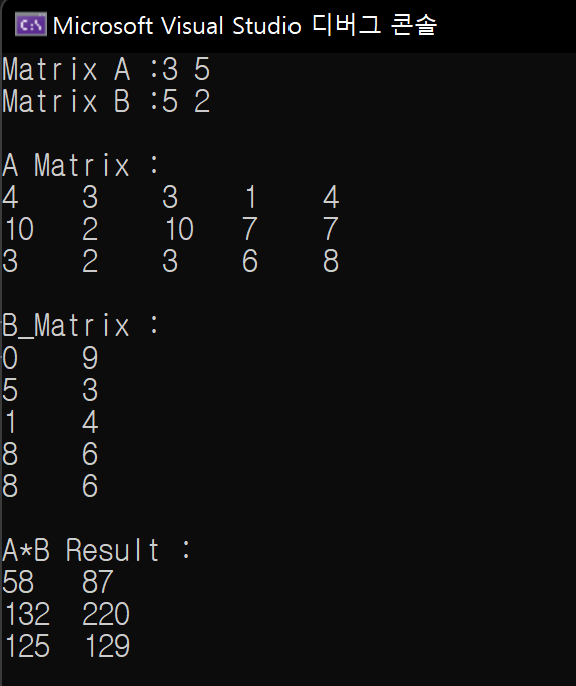 Microsoft Visual Studio 디버그 콘솔
Matrix A :3 5
Matrix B :5 2
A Matrix :
4 3 3 1 4
10 2 10 7 7
3 2 3 6 8
B_Matrix :
0 9
5 3
1 4
8 6
8 6
A*B Result :
58 87
132 220
125 129